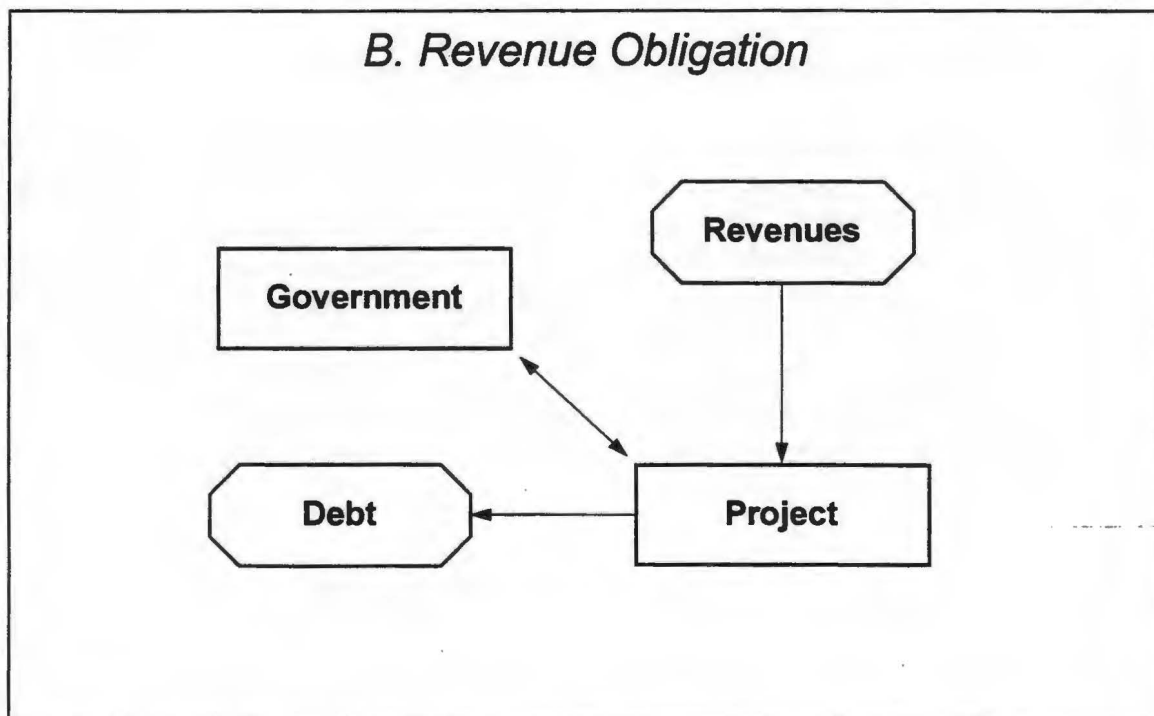 B. Revenue Obligation
Revenues
Government
Debt
Project